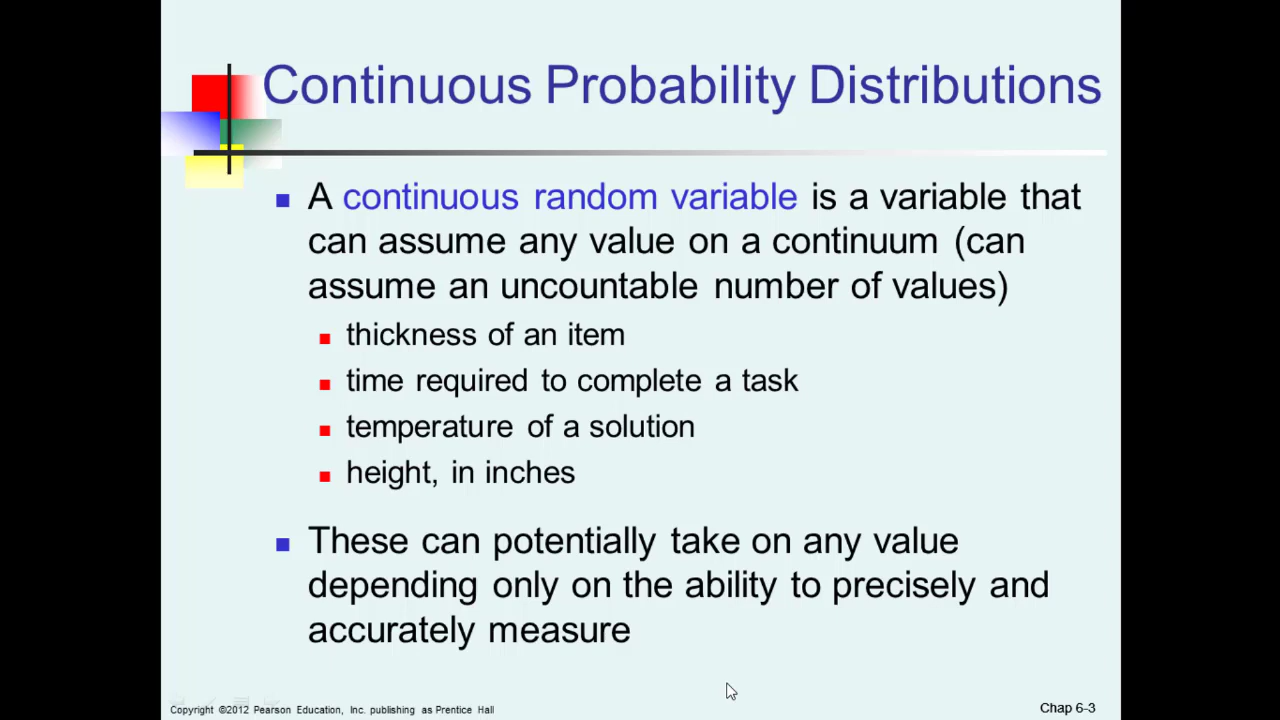 Continuous Probability Distributions
A continuous random variable is a variable that
can assume any value on a continuum (can
assume an uncountable number of values)
thickness of an item
time required to complete a task
temperature of a solution
height, in inches
These can potentially take on any value
depending only on the ability to precisely and
accurately measure
Copyright ©2012 Pearson Education, Inc. publishing as Prentice Hall
Chap 6-3